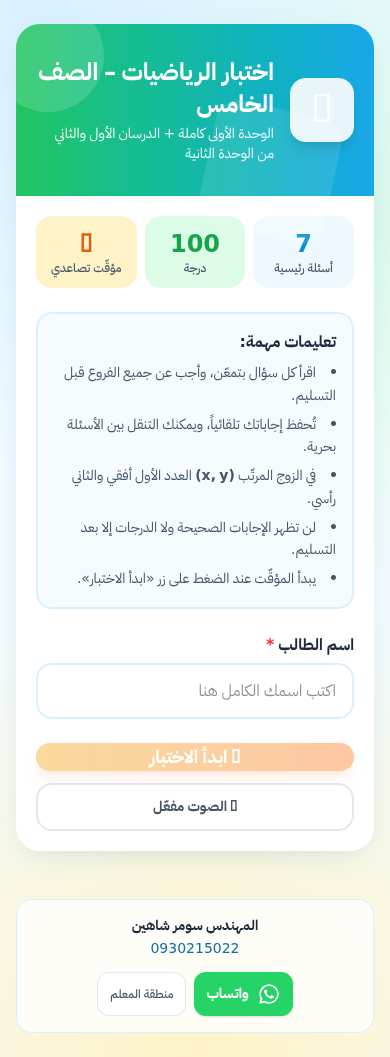 اختبار الرياضيات – الصف
الخامس
الوحدة الأولى كاملة + الدرسان الأول والثاني
من الوحدة الثانية
7
أسئلة رئيسية
100
درجة
مؤقّت تصاعدي
تعليمات مهمة:
• اقرأ كل سؤال بتمعّن، وأجب عن جميع الفروع قبل
التسليم.
• تُحفظ إجاباتك تلقائياً، ويمكنك التنقل بين الأسئلة
بحرية.
• في الزوج المرتّب (x, y) العدد الأول أفقي والثاني
رأسي.
• لن تظهر الإجابات الصحيحة ولا الدرجات إلا بعد
التسليم.
• يبدأ المؤقّت عند الضغط على زر «ابدأ الاختبار».
اسم الطالب *
اكتب اسمك الكامل هنا
ابدأ الاختبار
الصوت مفعّل
المهندس سومر شاهين
0930215022
واتساب
منطقة المعلم